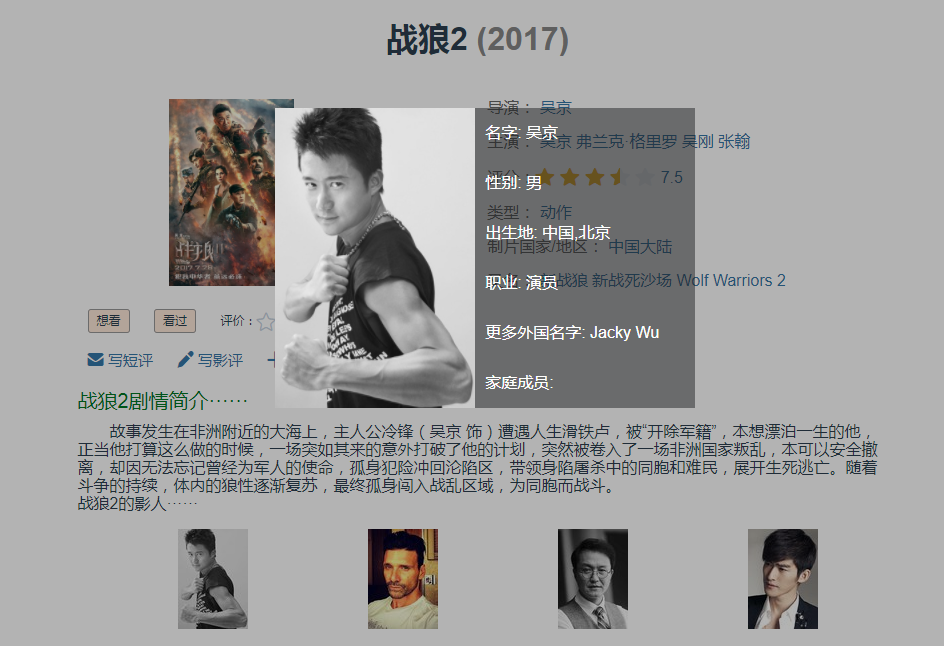 战狼2 (2017)
导演： 吴京
主演： 吴京 弗兰克·格里罗 吴刚 张翰
7.5
类型： 动作
制片国家/地区： 中国大陆
战狼 新战死沙场 Wolf Warriors 2
名字: 吴京
性别: 男
出生地: 中国,北京
职业: 演员
更多外国名字: Jacky Wu
家庭成员:
想看 看过 评价：
写短评 写影评
战狼2剧情简介······
故事发生在非洲附近的大海上，主人公冷锋（吴京 饰）遭遇人生滑铁卢，被“开除军籍”，本想漂泊一生的他，
正当他打算这么做的时候，一场突如其来的意外打破了他的计划，突然被卷入了一场非洲国家叛乱，本可以安全撤
离，却因无法忘记曾经为军人的使命，孤身犯险冲回沦陷区，带领身陷屠杀中的同胞和难民，展开生死逃亡。随着
斗争的持续，体内的狼性逐渐复苏，最终孤身闯入战乱区域，为同胞而战斗。
战狼2的影人······